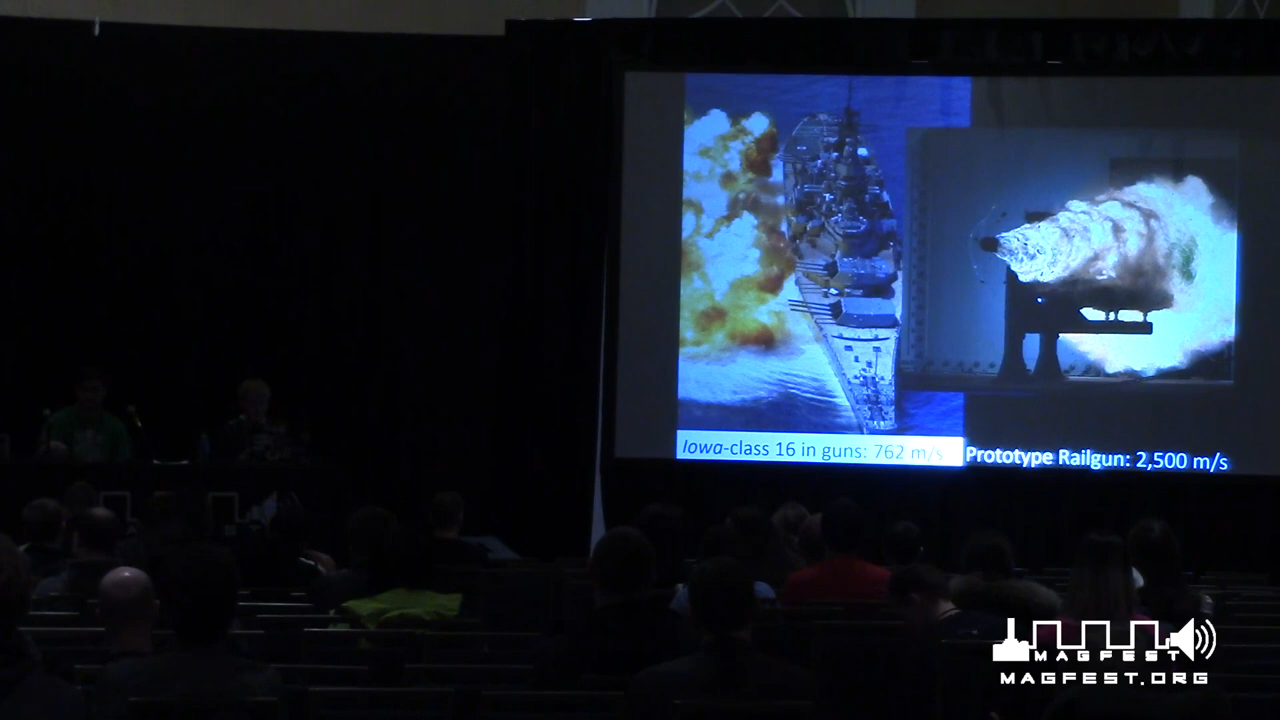 Iowa-class 16 in guns: 762 m/s
Prototype Railgun: 2,500 m/s
MAGFEST
MAGFEST.ORG